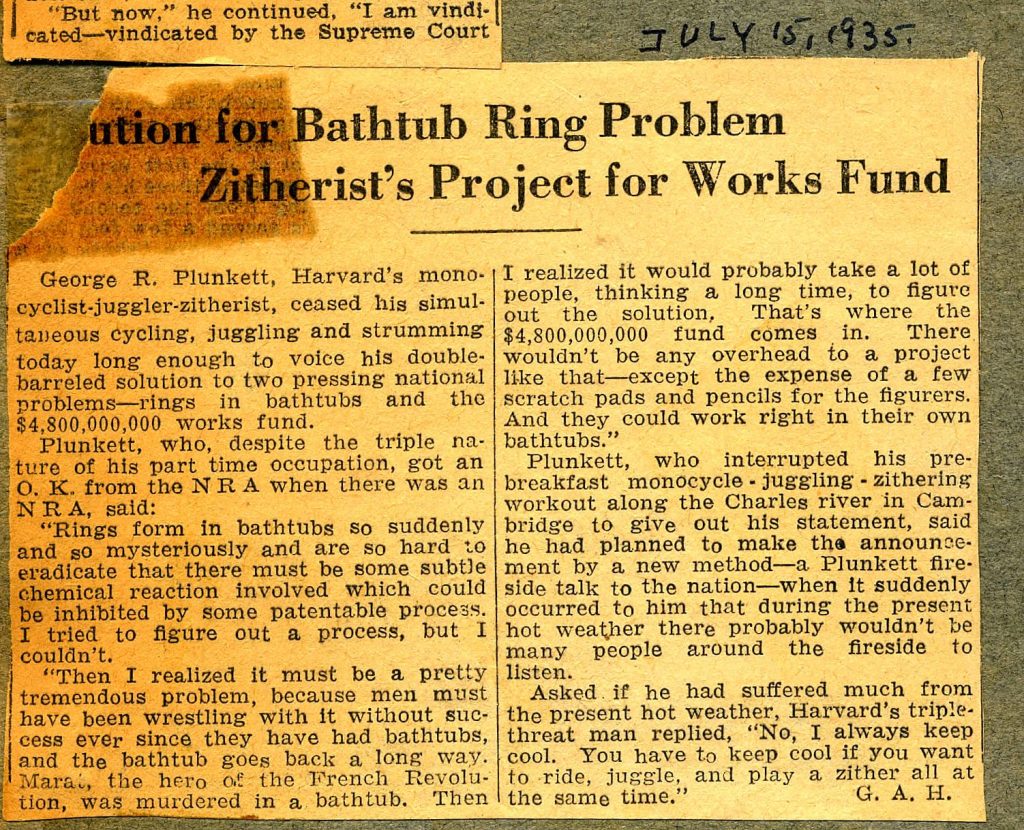 "But now," he continued, "I am vindi-
cated—vindicated by the Supreme Court
JULY 15, 1935.
ution for Bathtub Ring Problem
Zitherist's Project for Works Fund
George R. Plunkett, Harvard's mono-
cyclist-juggler-zitherist, ceased his simul-
taneous cycling, juggling and strumming
today long enough to voice his double-
barreled solution to two pressing national
problems—rings in bathtubs and the
$4,800,000,000 works fund.
Plunkett, who, despite the triple na-
ture of his part time occupation, got an
O. K. from the N R A when there was an
N R A, said:
"Rings form in bathtubs so suddenly
and so mysteriously and are so hard to
eradicate that there must be some subtle
chemical reaction involved which could
be inhibited by some patentable process.
I tried to figure out a process, but I
couldn't.
"Then I realized it must be a pretty
tremendous problem, because men must
have been wrestling with it without suc-
cess ever since they have had bathtubs,
and the bathtub goes back a long way.
Marat, the hero of the French Revolu-
tion, was murdered in a bathtub. Then
I realized it would probably take a lot of
people, thinking a long time, to figure
out the solution. That's where the
$4,800,000,000 fund comes in. There
wouldn't be any overhead to a project
like that—except the expense of a few
scratch pads and pencils for the figurers.
And they could work right in their own
bathtubs."
Plunkett, who interrupted his pre-
breakfast monocycle-juggling-zithering
workout along the Charles river in Cam-
bridge to give out his statement, said
he had planned to make the announce-
ment by a new method—a Plunkett fire-
side talk to the nation—when it suddenly
occurred to him that during the present
hot weather there probably wouldn't be
many people around the fireside to
listen.
Asked if he had suffered much from
the present hot weather, Harvard's triple-
threat man replied, "No, I always keep
cool. You have to keep cool if you want
to ride, juggle, and play a zither all at
the same time." G. A. H.